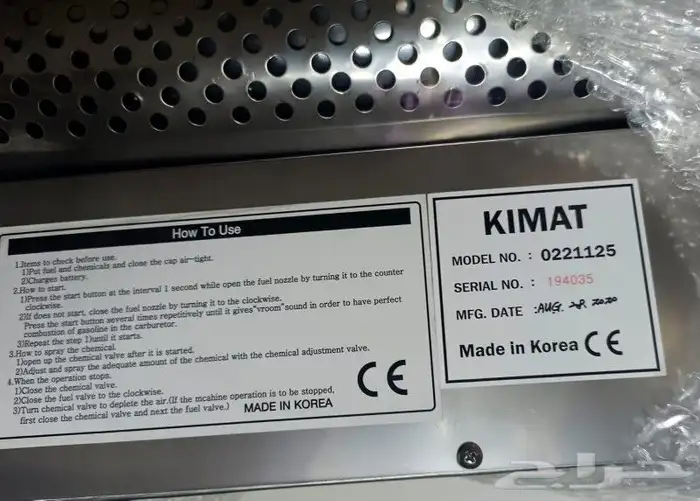 How To Use
1.Items to check before use.
1)Put fuel and chemicals and close the cap air-tight.
2)Charges battery.
2.How to start.
1)Press the start button at the interval 1 second while open the fuel nozzle by turning it to the counter
clockwise.
2)If does not start, close the fuel nozzle by turning it to the clockwise.
Press the start button several times repetitively until it gives"vroom"sound in order to have perfect
combustion of gasoline in the carburetor.
3)Repeat the step 1)until it starts.
3.How to spray the chemical.
1)open up the chemical valve after it is started.
2)Adjust and spray the adequate amount of the chemical with the chemical adjustment valve.
4.When the operation stops.
1)Close the chemical valve.
2)Close the fuel valve to the clockwise.
3)Turn chemical valve to deplete the air.(If the mcahine operation is to be stopped,
first close the chemical valve and next the fuel valve.)
MADE IN KOREA
CE
KIMAT
MODEL NO. : 0221125
SERIAL NO. : 194035
MFG. DATE : AUG. 28. 2020
Made in Korea CE
حراج